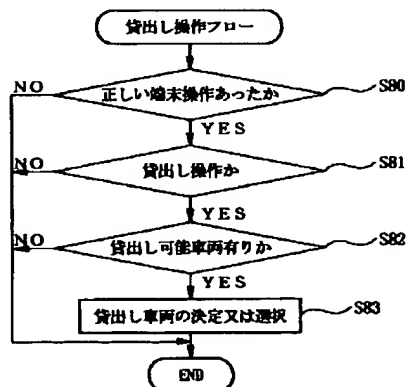 貸出し操作フロー
正しい端末操作あったか
S80
NO
YES
貸出し操作か
S81
NO
YES
貸出し可能車両有りか
S82
NO
YES
貸出し車両の決定又は選択
S83
END